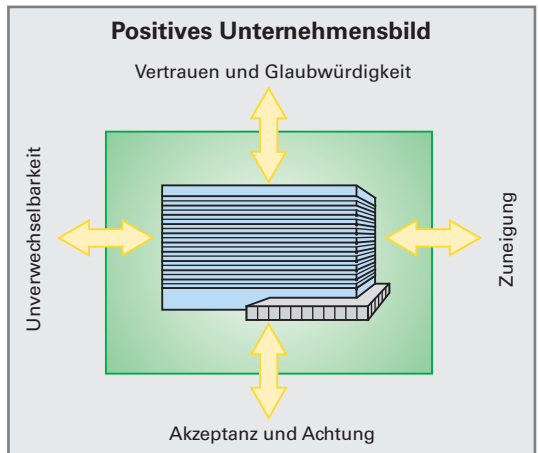 Positives Unternehmensbild
Vertrauen und Glaubwürdigkeit
Unverwechselbarkeit
Zuneigung
Akzeptanz und Achtung